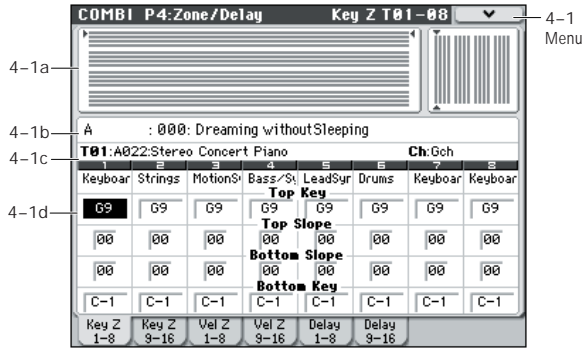 COMBI P4:Zone/Delay Key Z T01-08
4-1
Menu
4-1a
4-1b
A : 000: Dreaming withoutSleeping
4-1c
T01:A022:Stereo Concert Piano Ch:Gch
1 2 3 4 5 6 7 8
Keyboar Strings MotionS Bass/Sy LeadSyr Drums Keyboar Keyboar
Top Key
4-1d
G9 G9 G9 G9 G9 G9 G9 G9
Top Slope
00 00 00 00 00 00 00 00
Bottom Slope
00 00 00 00 00 00 00 00
Bottom Key
C-1 C-1 C-1 C-1 C-1 C-1 C-1 C-1
Key Z 1-8 Key Z 9-16 Vel Z 1-8 Vel Z 9-16 Delay 1-8 Delay 9-16